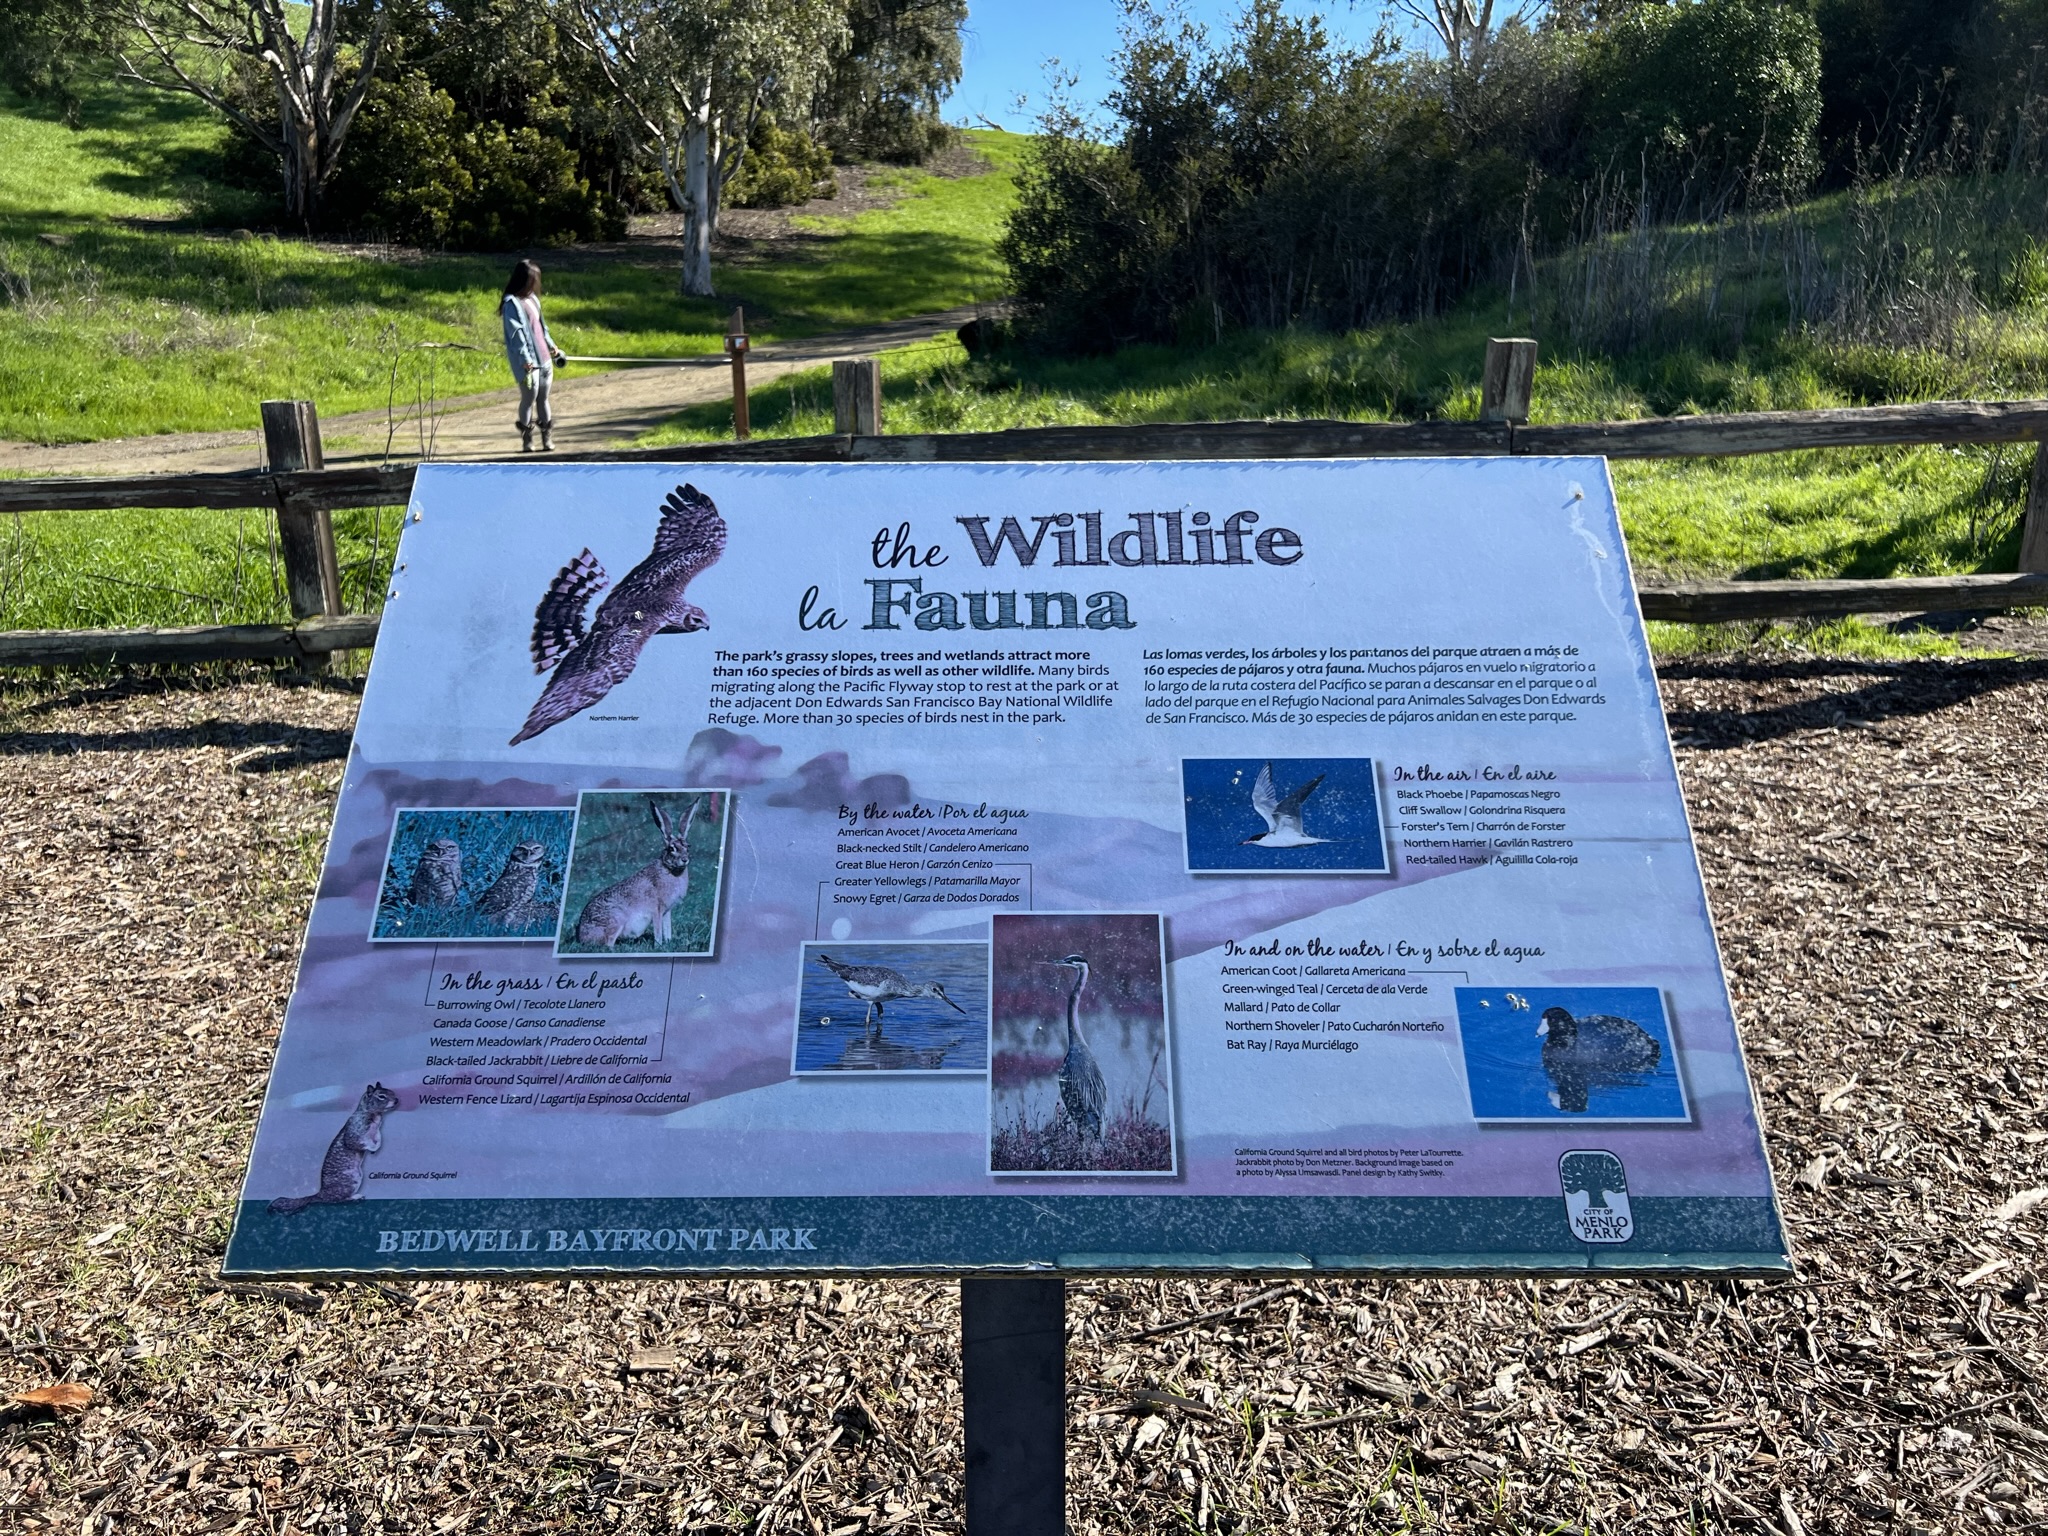 the Wildlife
la Fauna
The park's grassy slopes, trees and wetlands attract more
than 160 species of birds as well as other wildlife. Many birds
migrating along the Pacific Flyway stop to rest at the park or at
the adjacent Don Edwards San Francisco Bay National Wildlife
Refuge. More than 30 species of birds nest in the park.
Las lomas verdes, los árboles y los pantanos del parque atraen a más de
160 especies de pájaros y otra fauna. Muchos pájaros en vuelo migratorio a
lo largo de la ruta costera del Pacífico se paran a descansar en el parque o al
lado del parque en el Refugio Nacional para Animales Salvages Don Edwards
de San Francisco. Más de 30 especies de pájaros anidan en este parque.
Northern Harrier
In the air / En el aire
Black Phoebe / Papamoscas Negro
Cliff Swallow / Golondrina Risquera
Forster's Tern / Charrón de Forster
Northern Harrier / Gavilán Rastrero
Red-tailed Hawk / Aguililla Cola-roja
By the water / Por el agua
American Avocet / Avoceta Americana
Black-necked Stilt / Candelero Americano
Great Blue Heron / Garzón Cenizo
Greater Yellowlegs / Patamarilla Mayor
Snowy Egret / Garza de Dodos Dorados
In the grass / En el pasto
Burrowing Owl / Tecolote Llanero
Canada Goose / Ganso Canadiense
Western Meadowlark / Pradero Occidental
Black-tailed Jackrabbit / Liebre de California
California Ground Squirrel / Ardillón de California
Western Fence Lizard / Lagartija Espinosa Occidental
California Ground Squirrel
In and on the water / En y sobre el agua
American Coot / Gallareta Americana
Green-winged Teal / Cerceta de ala Verde
Mallard / Pato de Collar
Northern Shoveler / Pato Cucharón Norteño
Bat Ray / Raya Murciélago
California Ground Squirrel and all bird photos by Peter LaTourrette.
Jackrabbit photo by Don Metzner. Background image based on
a photo by Alyssa Umsawasdi. Panel design by Kathy Switky.
BEDWELL BAYFRONT PARK
CITY OF
MENLO
PARK